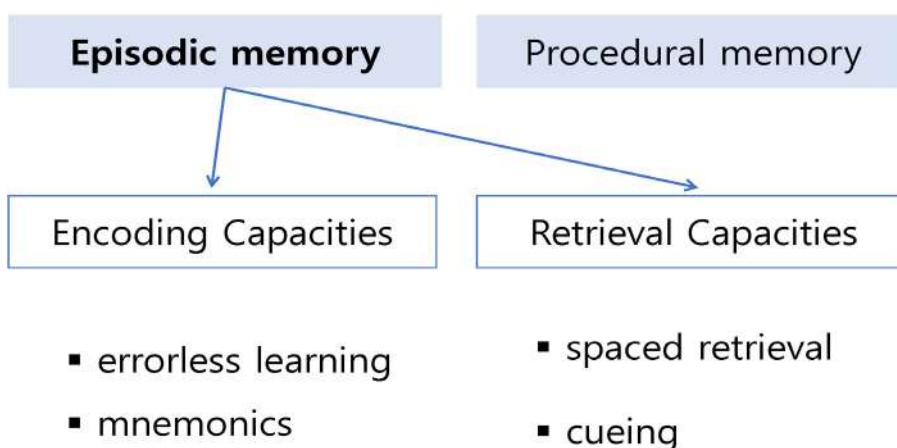 Episodic memory
Procedural memory
Encoding Capacities
Retrieval Capacities
▪ errorless learning
▪ mnemonics
▪ spaced retrieval
▪ cueing